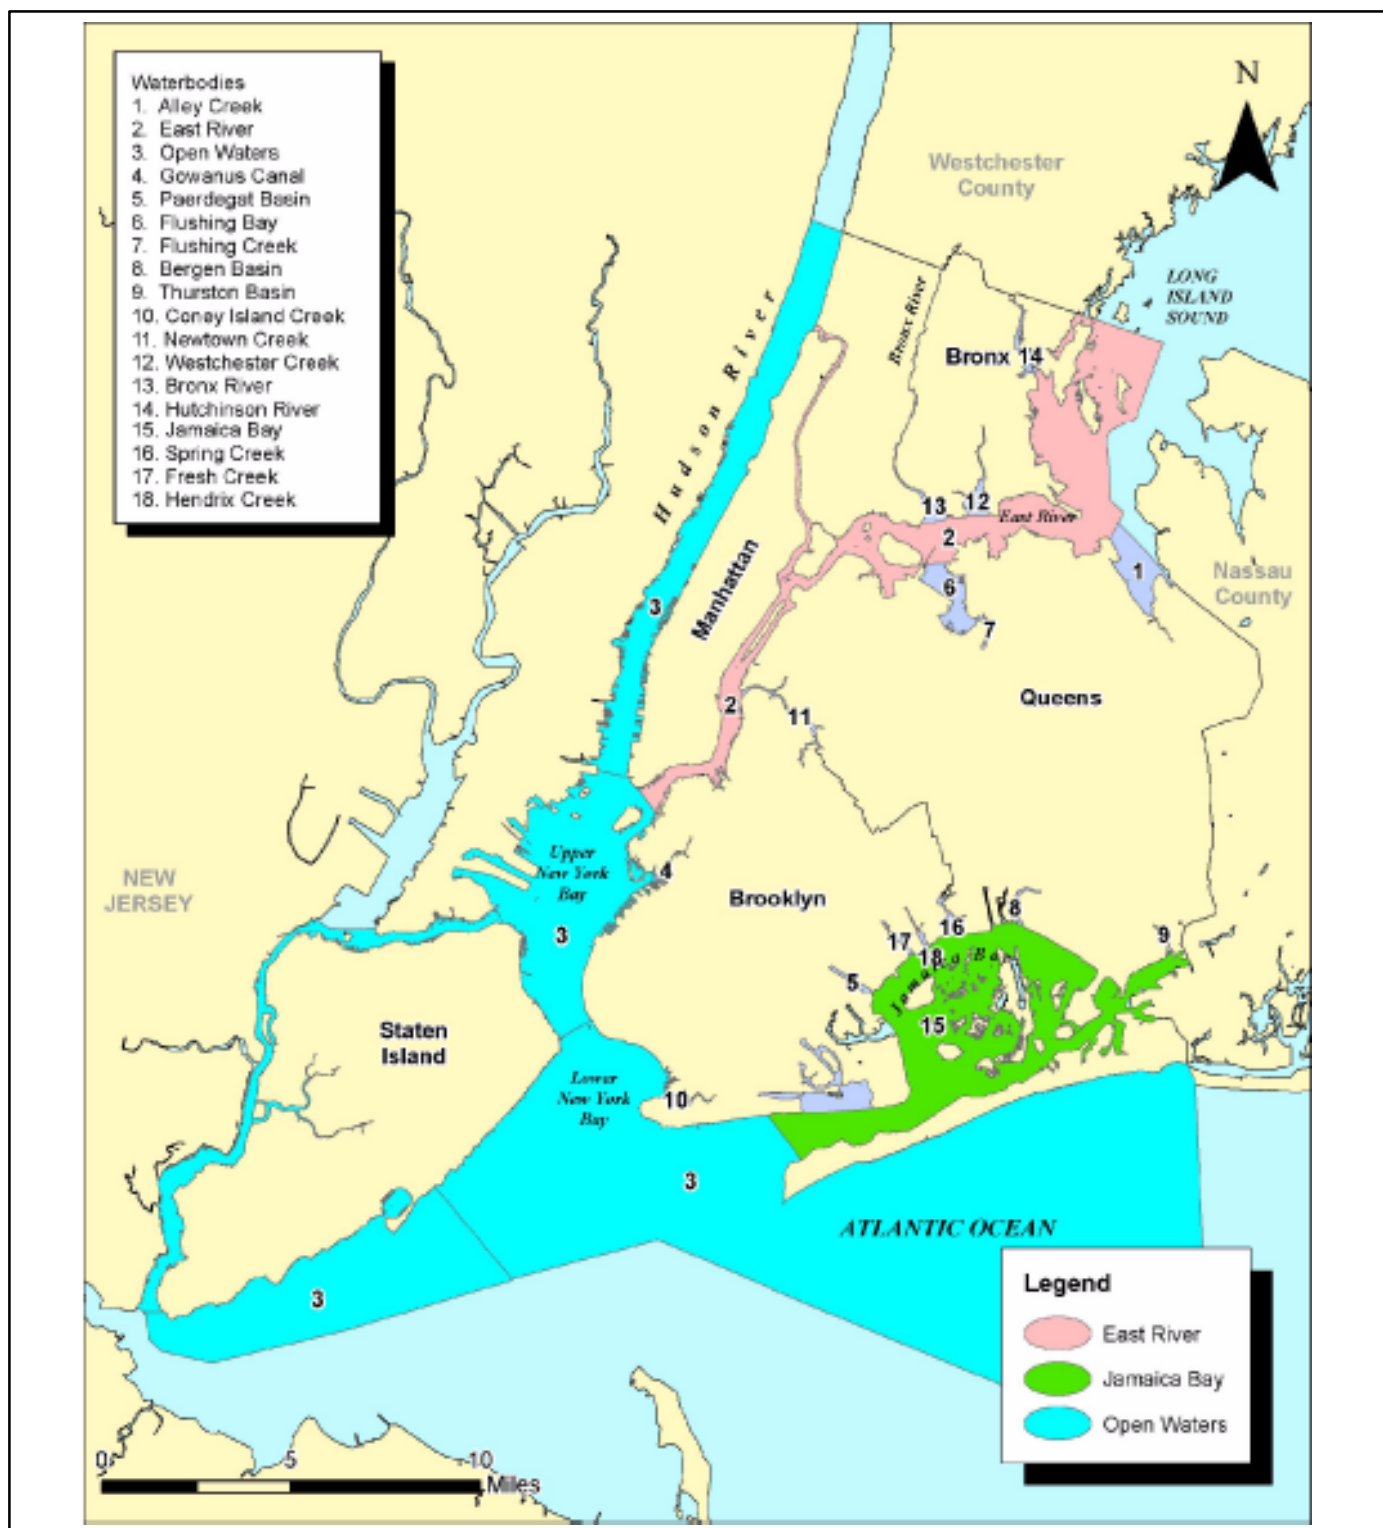 Waterbodies
1. Alley Creek
2. East River
3. Open Waters
4. Gowanus Canal
5. Paerdegat Basin
6. Flushing Bay
7. Flushing Creek
8. Bergen Basin
9. Thurston Basin
10. Coney Island Creek
11. Newtown Creek
12. Westchester Creek
13. Bronx River
14. Hutchinson River
15. Jamaica Bay
16. Spring Creek
17. Fresh Creek
18. Hendrix Creek
N
Westchester
County
LONG
ISLAND
SOUND
Hudson River
Bronx River
Bronx 14
13
12
East River
2
1
Nassau
County
6
7
3
Manhattan
Queens
2
11
Upper
New York
Bay
4
NEW
JERSEY
Brooklyn
3
16
8
17
18
9
Jamaica Bay
5
15
Staten
Island
Lower
New York
Bay
10
3
ATLANTIC OCEAN
3
Legend
East River
Jamaica Bay
Open Waters
0 5 10
Miles